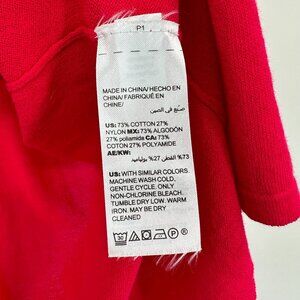 P1
MADE IN CHINA/ HECHO EN
CHINA/ FABRIQUÉ EN
CHINE/
صنع في الصين
US: 73% COTTON 27%
NYLON MX: 73% ALGODÓN
27% poliamida CA: 73%
COTON 27% POLYAMIDE
AE/KW:
73% القطن 27% بوليامید
US: WITH SIMILAR COLORS.
MACHINE WASH COLD,
GENTLE CYCLE. ONLY
NON-CHLORINE BLEACH.
TUMBLE DRY LOW. WARM
IRON. MAY BE DRY
CLEANED
30
P